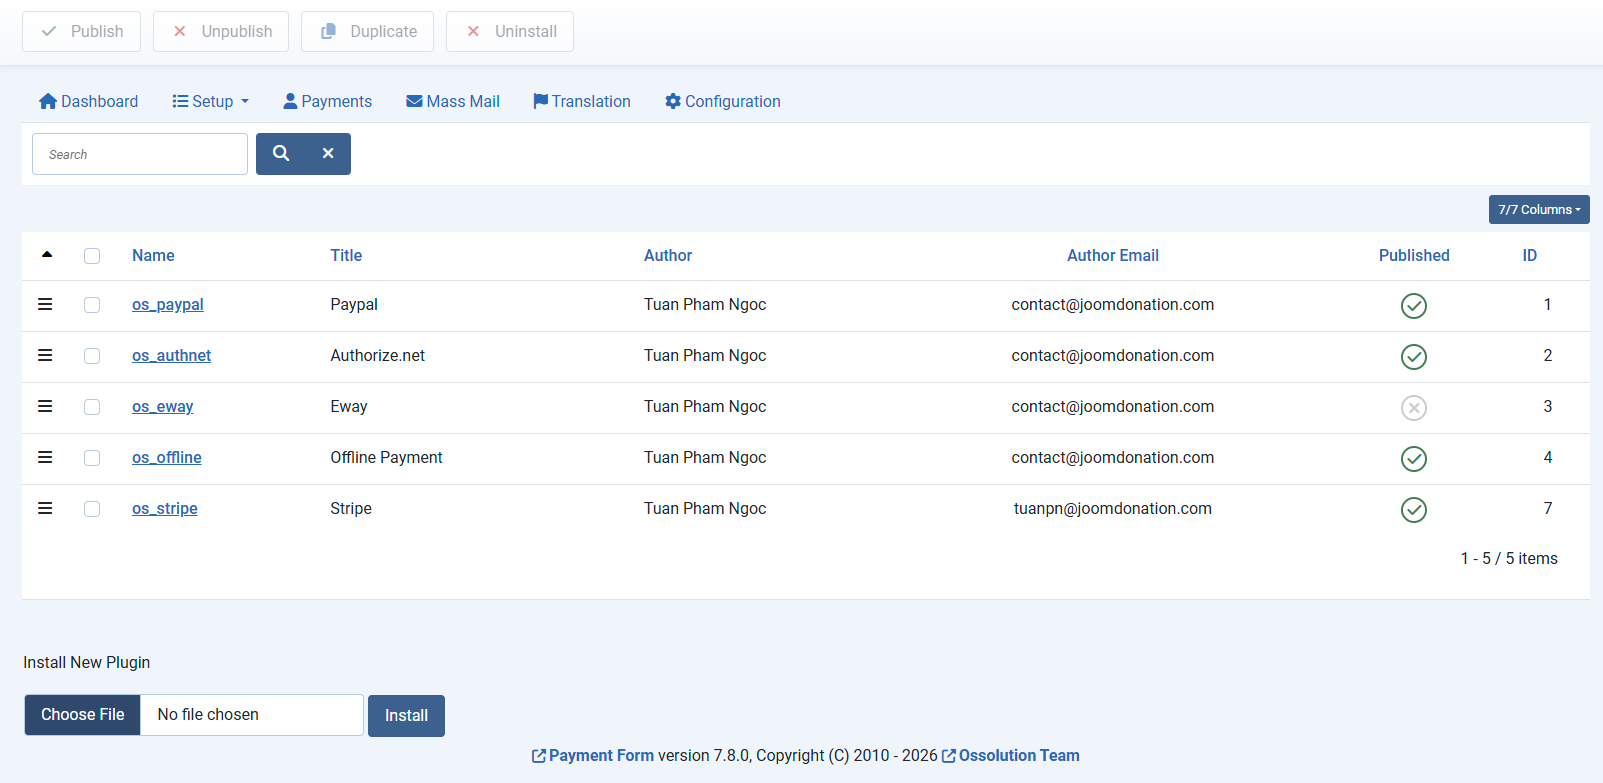 Publish Unpublish Duplicate Uninstall
Dashboard Setup Payments Mass Mail Translation Configuration
Search
7/7 Columns
Name Title Author Author Email Published ID
os_paypal Paypal Tuan Pham Ngoc contact@joomdonation.com 1
os_authnet Authorize.net Tuan Pham Ngoc contact@joomdonation.com 2
os_eway Eway Tuan Pham Ngoc contact@joomdonation.com 3
os_offline Offline Payment Tuan Pham Ngoc contact@joomdonation.com 4
os_stripe Stripe Tuan Pham Ngoc tuanpn@joomdonation.com 7
1 - 5 / 5 items
Install New Plugin
Choose File No file chosen Install
Payment Form version 7.8.0, Copyright (C) 2010 - 2026 Ossolution Team